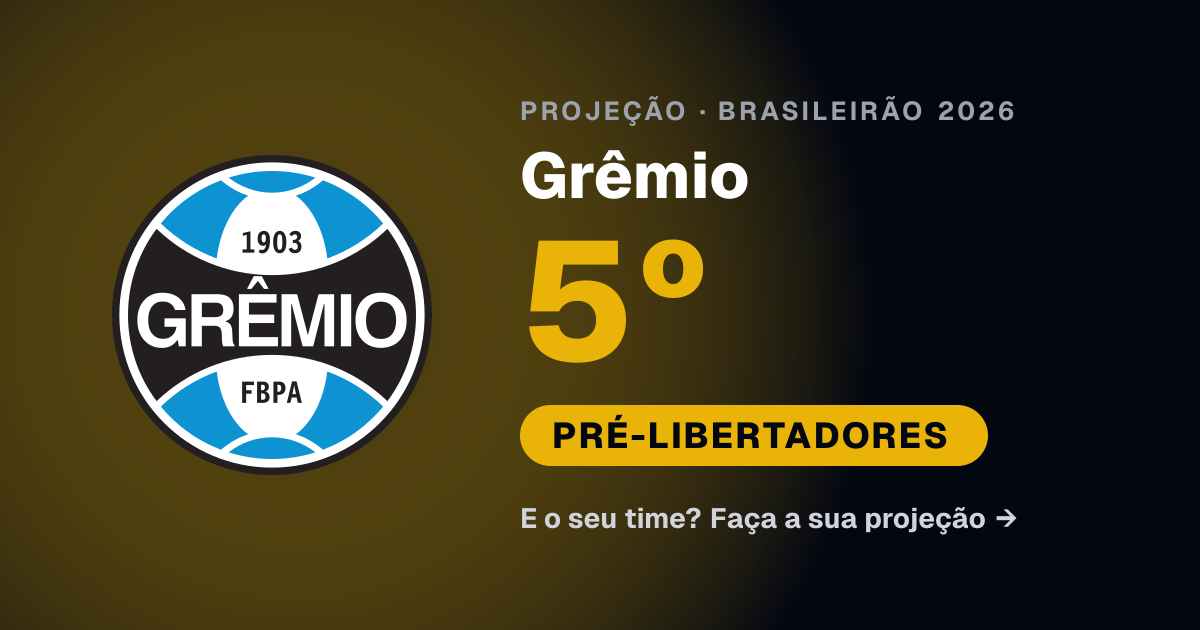 1903
GRÊMIO
FBPA
PROJEÇÃO · BRASILEIRÃO 2026
Grêmio
5º
PRÉ-LIBERTADORES
E o seu time? Faça a sua projeção →